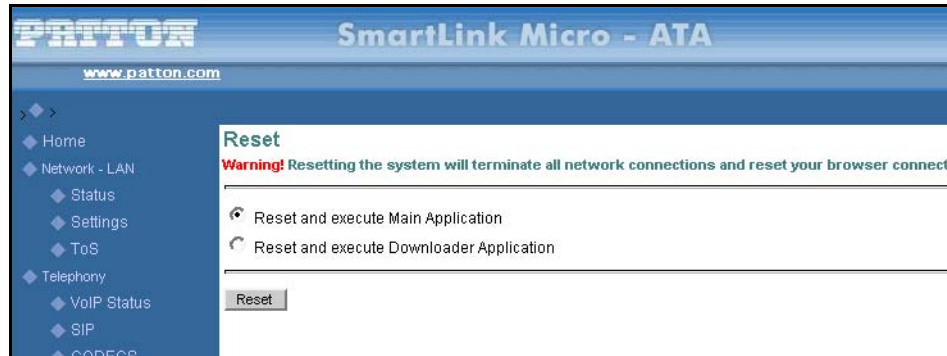 PATTON
SmartLink Micro - ATA
www.patton.com
> >
Home
Network - LAN
Status
Settings
ToS
Telephony
VoIP Status
SIP
CODECS
Reset
Warning! Resetting the system will terminate all network connections and reset your browser connect
Reset and execute Main Application
Reset and execute Downloader Application
Reset